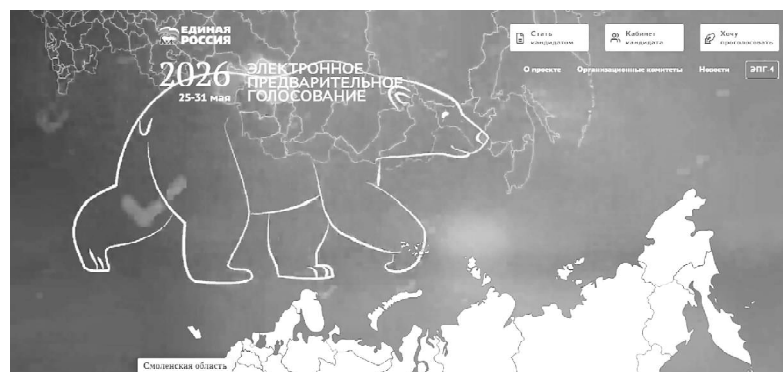 ЕДИНАЯ
РОССИЯ
Стать
кандидатом
Кабинет
кандидата
Хочу
проголосовать
О проекте
Организационные комитеты
Новости
ЭПГ
2026
25-31 мая
ЭЛЕКТРОННОЕ
ПРЕДВАРИТЕЛЬНОЕ
ГОЛОСОВАНИЕ
Смоленская область